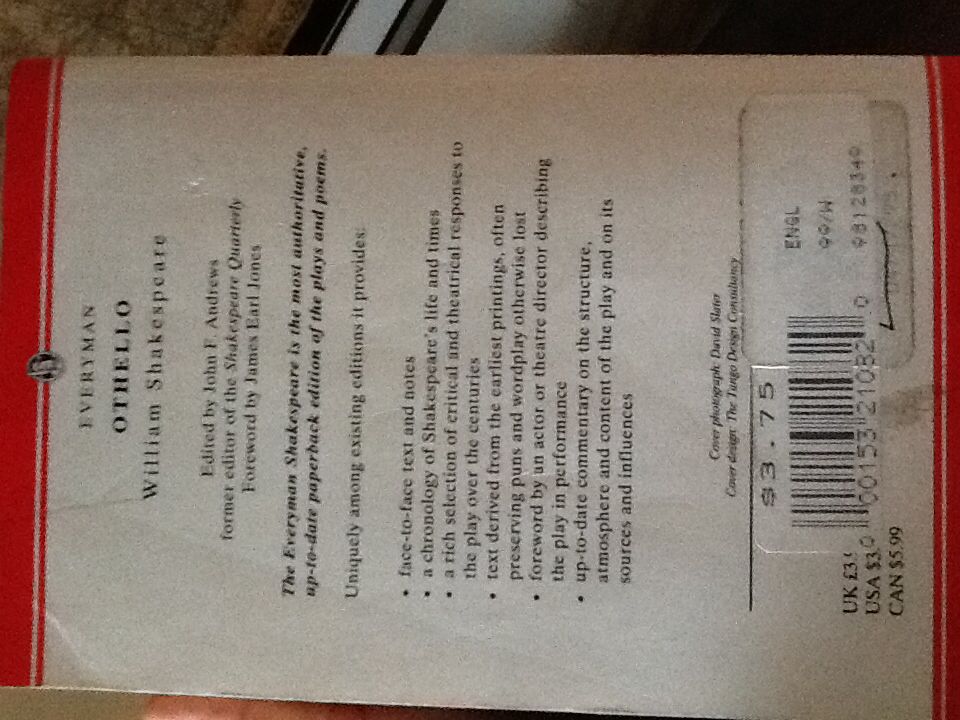 EVERYMAN
OTHELLO
William Shakespeare
Edited by John F. Andrews
former editor of the Shakespeare Quarterly
Foreword by James Earl Jones
The Everyman Shakespeare is the most authoritative,
up-to-date paperback edition of the plays and poems.
Uniquely among existing editions it provides:
• face-to-face text and notes
• a chronology of Shakespeare's life and times
• a rich selection of critical and theatrical responses to
the play over the centuries
• text derived from the earliest printings, often
preserving puns and wordplay otherwise lost
• foreword by an actor or theatre director describing
the play in performance
• up-to-date commentary on the structure,
atmosphere and content of the play and on its
sources and influences
Cover photograph: David Slater
Cover design: The Tango Design Consultancy
$3.75
ENGL
99/W
98128340
UK £3.
USA $3.
CAN $5.99